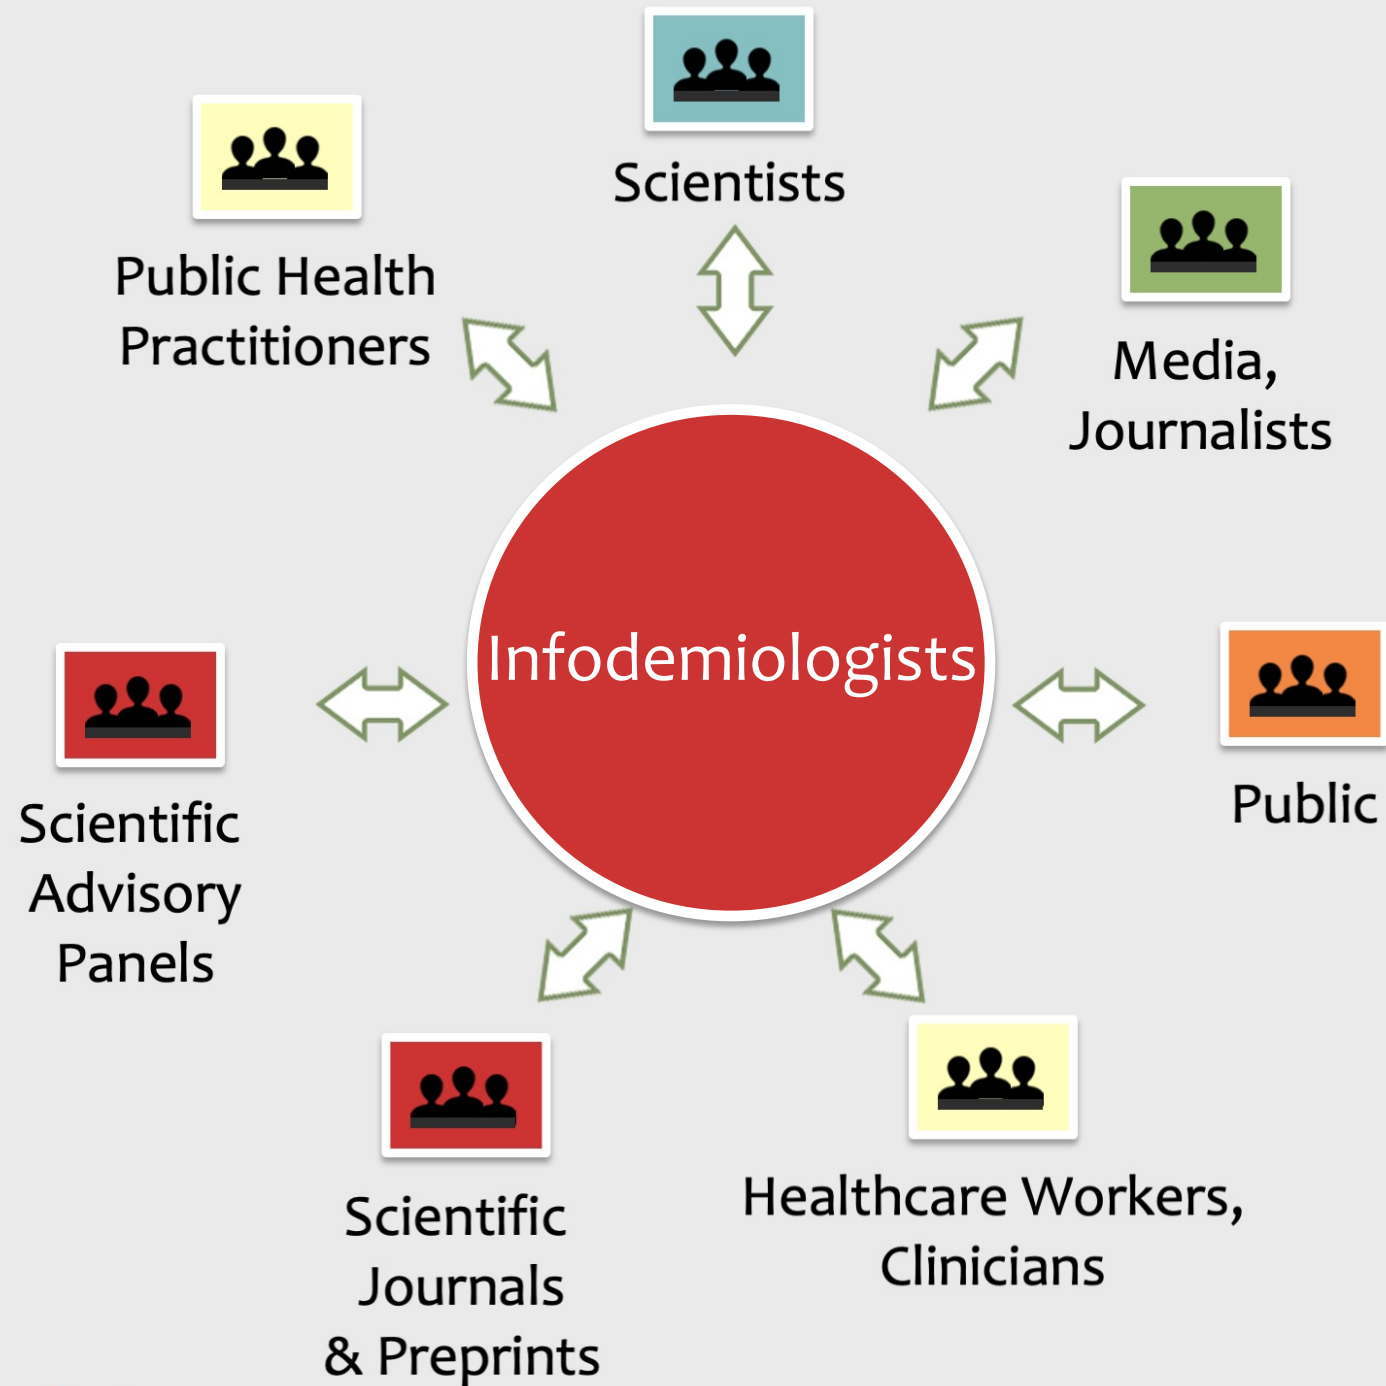 Scientists
Public Health
Practitioners
Media,
Journalists
Infodemiologists
Public
Scientific
Advisory
Panels
Scientific
Journals
& Preprints
Healthcare Workers,
Clinicians